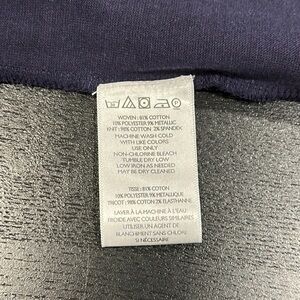 WOVEN : 81% COTTON
10% POLYESTER 9% METALLIC
KNIT : 98% COTTON 2% SPANDEX
MACHINE WASH COLD
WITH LIKE COLORS
USE ONLY
NON-CHLORINE BLEACH
TUMBLE DRY LOW
LOW IRON AS NEEDED
MAY BE DRY CLEANED
TISSE : 81% COTON
10% POLYESTER 9% METALLIQUE
TRICOT : 98% COTON 2% ELASTHANNE
LAVER À LA MACHINE À L'EAU
FROIDE AVEC COULEURS SIMILAIRES
UTILISER UN AGENT DE
BLANCHIMENT SANS CHLORE
SI NÉCESSAIRE